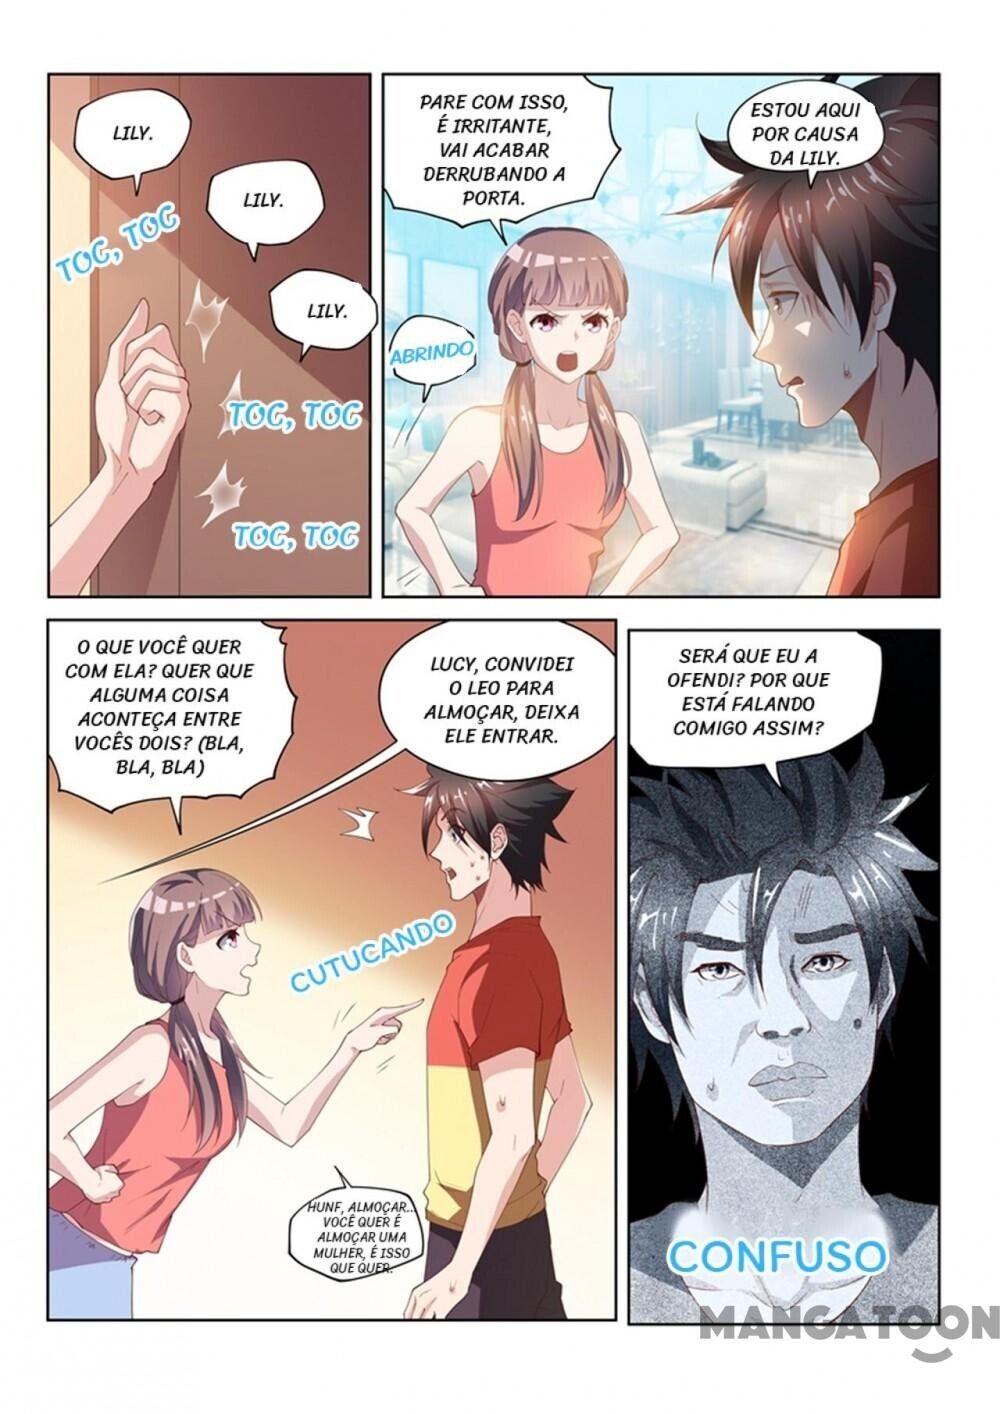 LILY.
LILY.
LILY.
TOC, TOC
TOC, TOC
TOC, TOC
PARE COM ISSO,
É IRRITANTE,
VAI ACABAR
DERRUBANDO A
PORTA.
ESTOU AQUI
POR CAUSA
DA LILY.
ABRINDO
O QUE VOCÊ QUER
COM ELA? QUER QUE
ALGUMA COISA
ACONTEÇA ENTRE
VOCÊS DOIS? (BLA,
BLA, BLA)
LUCY, CONVIDEI
O LEO PARA
ALMOÇAR, DEIXA
ELE ENTRAR.
CUTUCANDO
HUNF, ALMOÇAR...
VOCÊ QUER É
ALMOÇAR UMA
MULHER, É ISSO
QUE QUER.
SERÁ QUE EU A
OFENDI? POR QUE
ESTÁ FALANDO
COMIGO ASSIM?
CONFUSO
MANGATOON